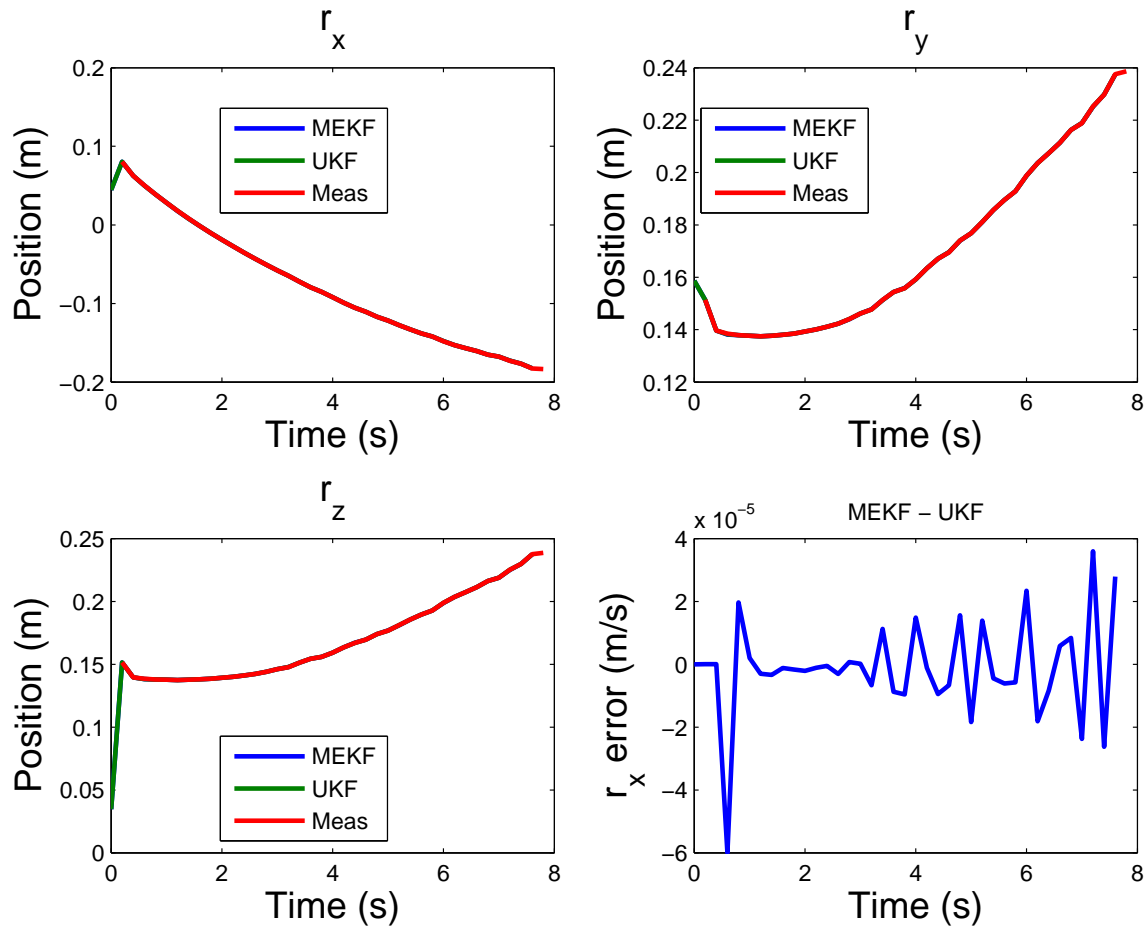 r_x
0.2
0.1
0
−0.1
−0.2
Position (m)
0 2 4 6 8
Time (s)
MEKF
UKF
Meas
r_y
0.24
0.22
0.2
0.18
0.16
0.14
0.12
Position (m)
0 2 4 6 8
Time (s)
MEKF
UKF
Meas
r_z
0.25
0.2
0.15
0.1
0.05
0
Position (m)
0 2 4 6 8
Time (s)
MEKF
UKF
Meas
MEKF − UKF
x 10^−5
4
2
0
−2
−4
−6
r_x error (m/s)
0 2 4 6 8
Time (s)